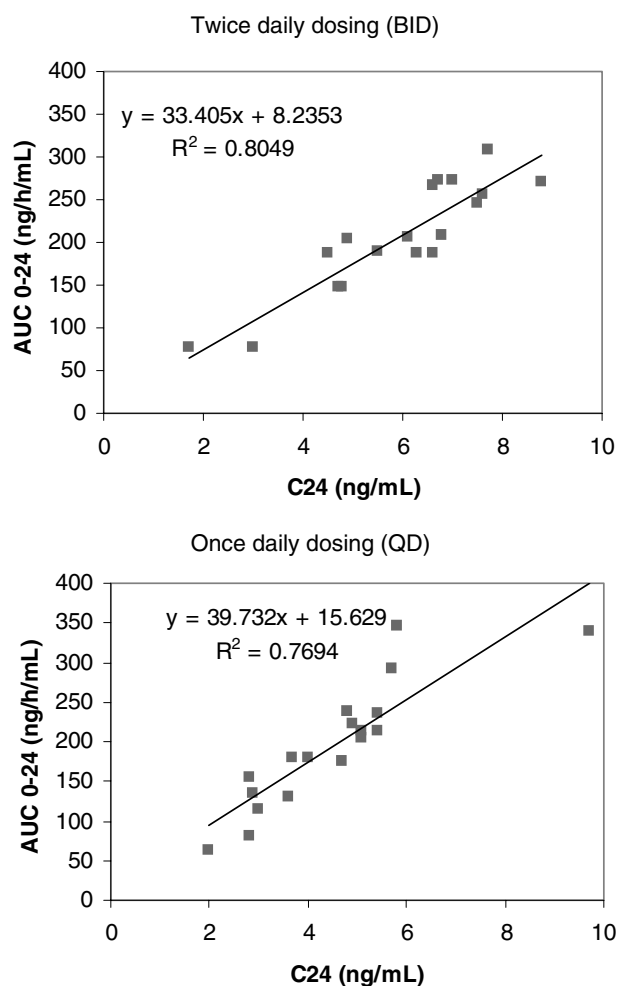 Twice daily dosing (BID)
400
350
300
250
200
150
100
50
0
y = 33.405x + 8.2353
R² = 0.8049
AUC 0-24 (ng/h/mL)
0 2 4 6 8 10
C24 (ng/mL)
Once daily dosing (QD)
400
350
300
250
200
150
100
50
0
y = 39.732x + 15.629
R² = 0.7694
AUC 0-24 (ng/h/mL)
0 2 4 6 8 10
C24 (ng/mL)